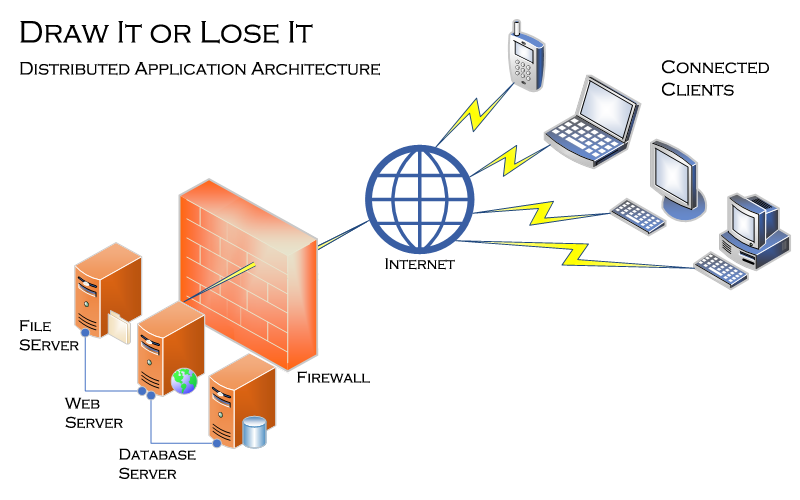 Draw It or Lose It
Distributed Application Architecture
Connected
Clients
Internet
File
SErver
Firewall
Web
Server
Database
Server